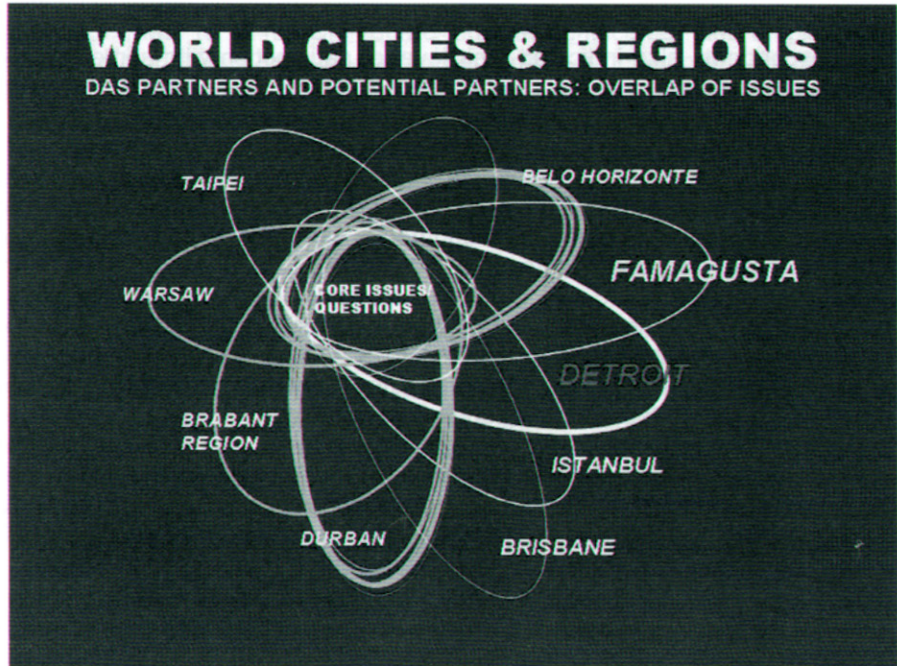 WORLD CITIES & REGIONS
DAS PARTNERS AND POTENTIAL PARTNERS: OVERLAP OF ISSUES
TAIPEI
BELO HORIZONTE
FAMAGUSTA
WARSAW
CORE ISSUES/
QUESTIONS
DETROIT
BRABANT
REGION
ISTANBUL
DURBAN
BRISBANE